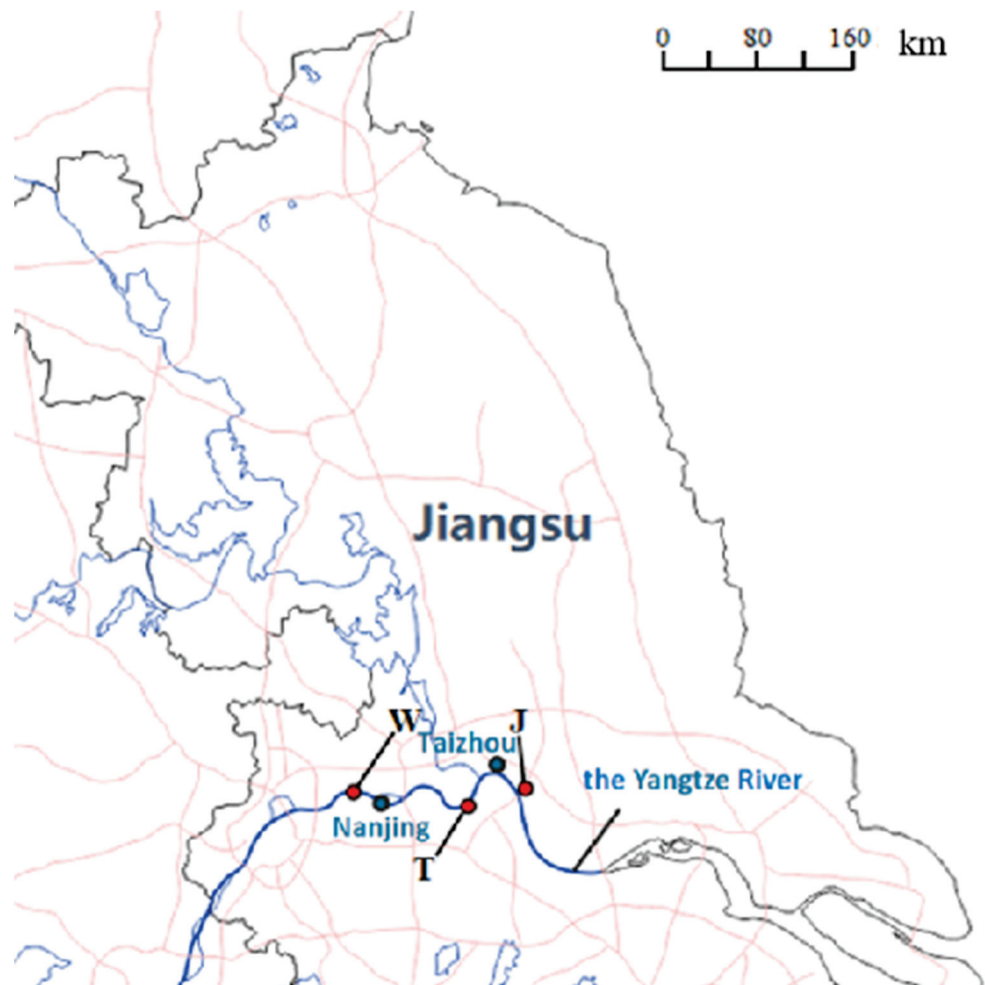 0 80 160 km
Jiangsu
W J
Taizhou
the Yangtze River
Nanjing
T